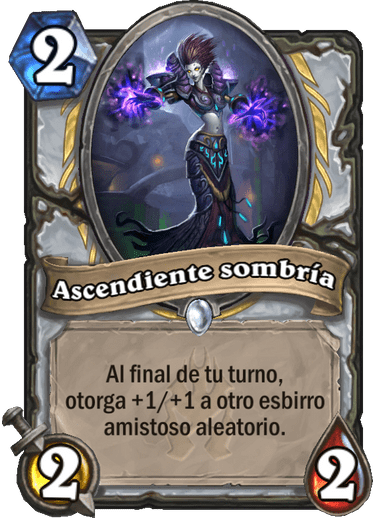 2
Ascendiente sombría
Al final de tu turno,
otorga +1/+1 a otro esbirro
amistoso aleatorio.
2
2